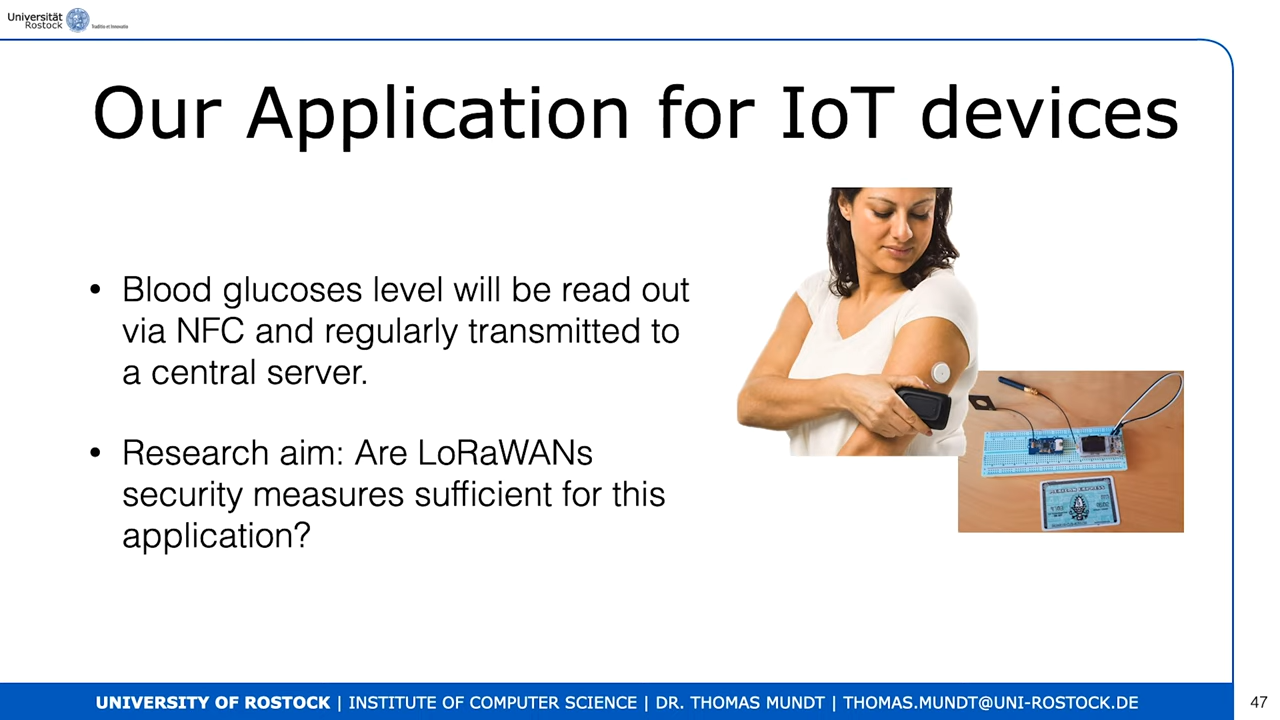 Universität
Rostock
Traditio et Innovatio
Our Application for IoT devices
• Blood glucoses level will be read out
via NFC and regularly transmitted to
a central server.
• Research aim: Are LoRaWANs
security measures sufficient for this
application?
AMERICAN EXPRESS
UNIVERSITY OF ROSTOCK | INSTITUTE OF COMPUTER SCIENCE | DR. THOMAS MUNDT | THOMAS.MUNDT@UNI-ROSTOCK.DE
47